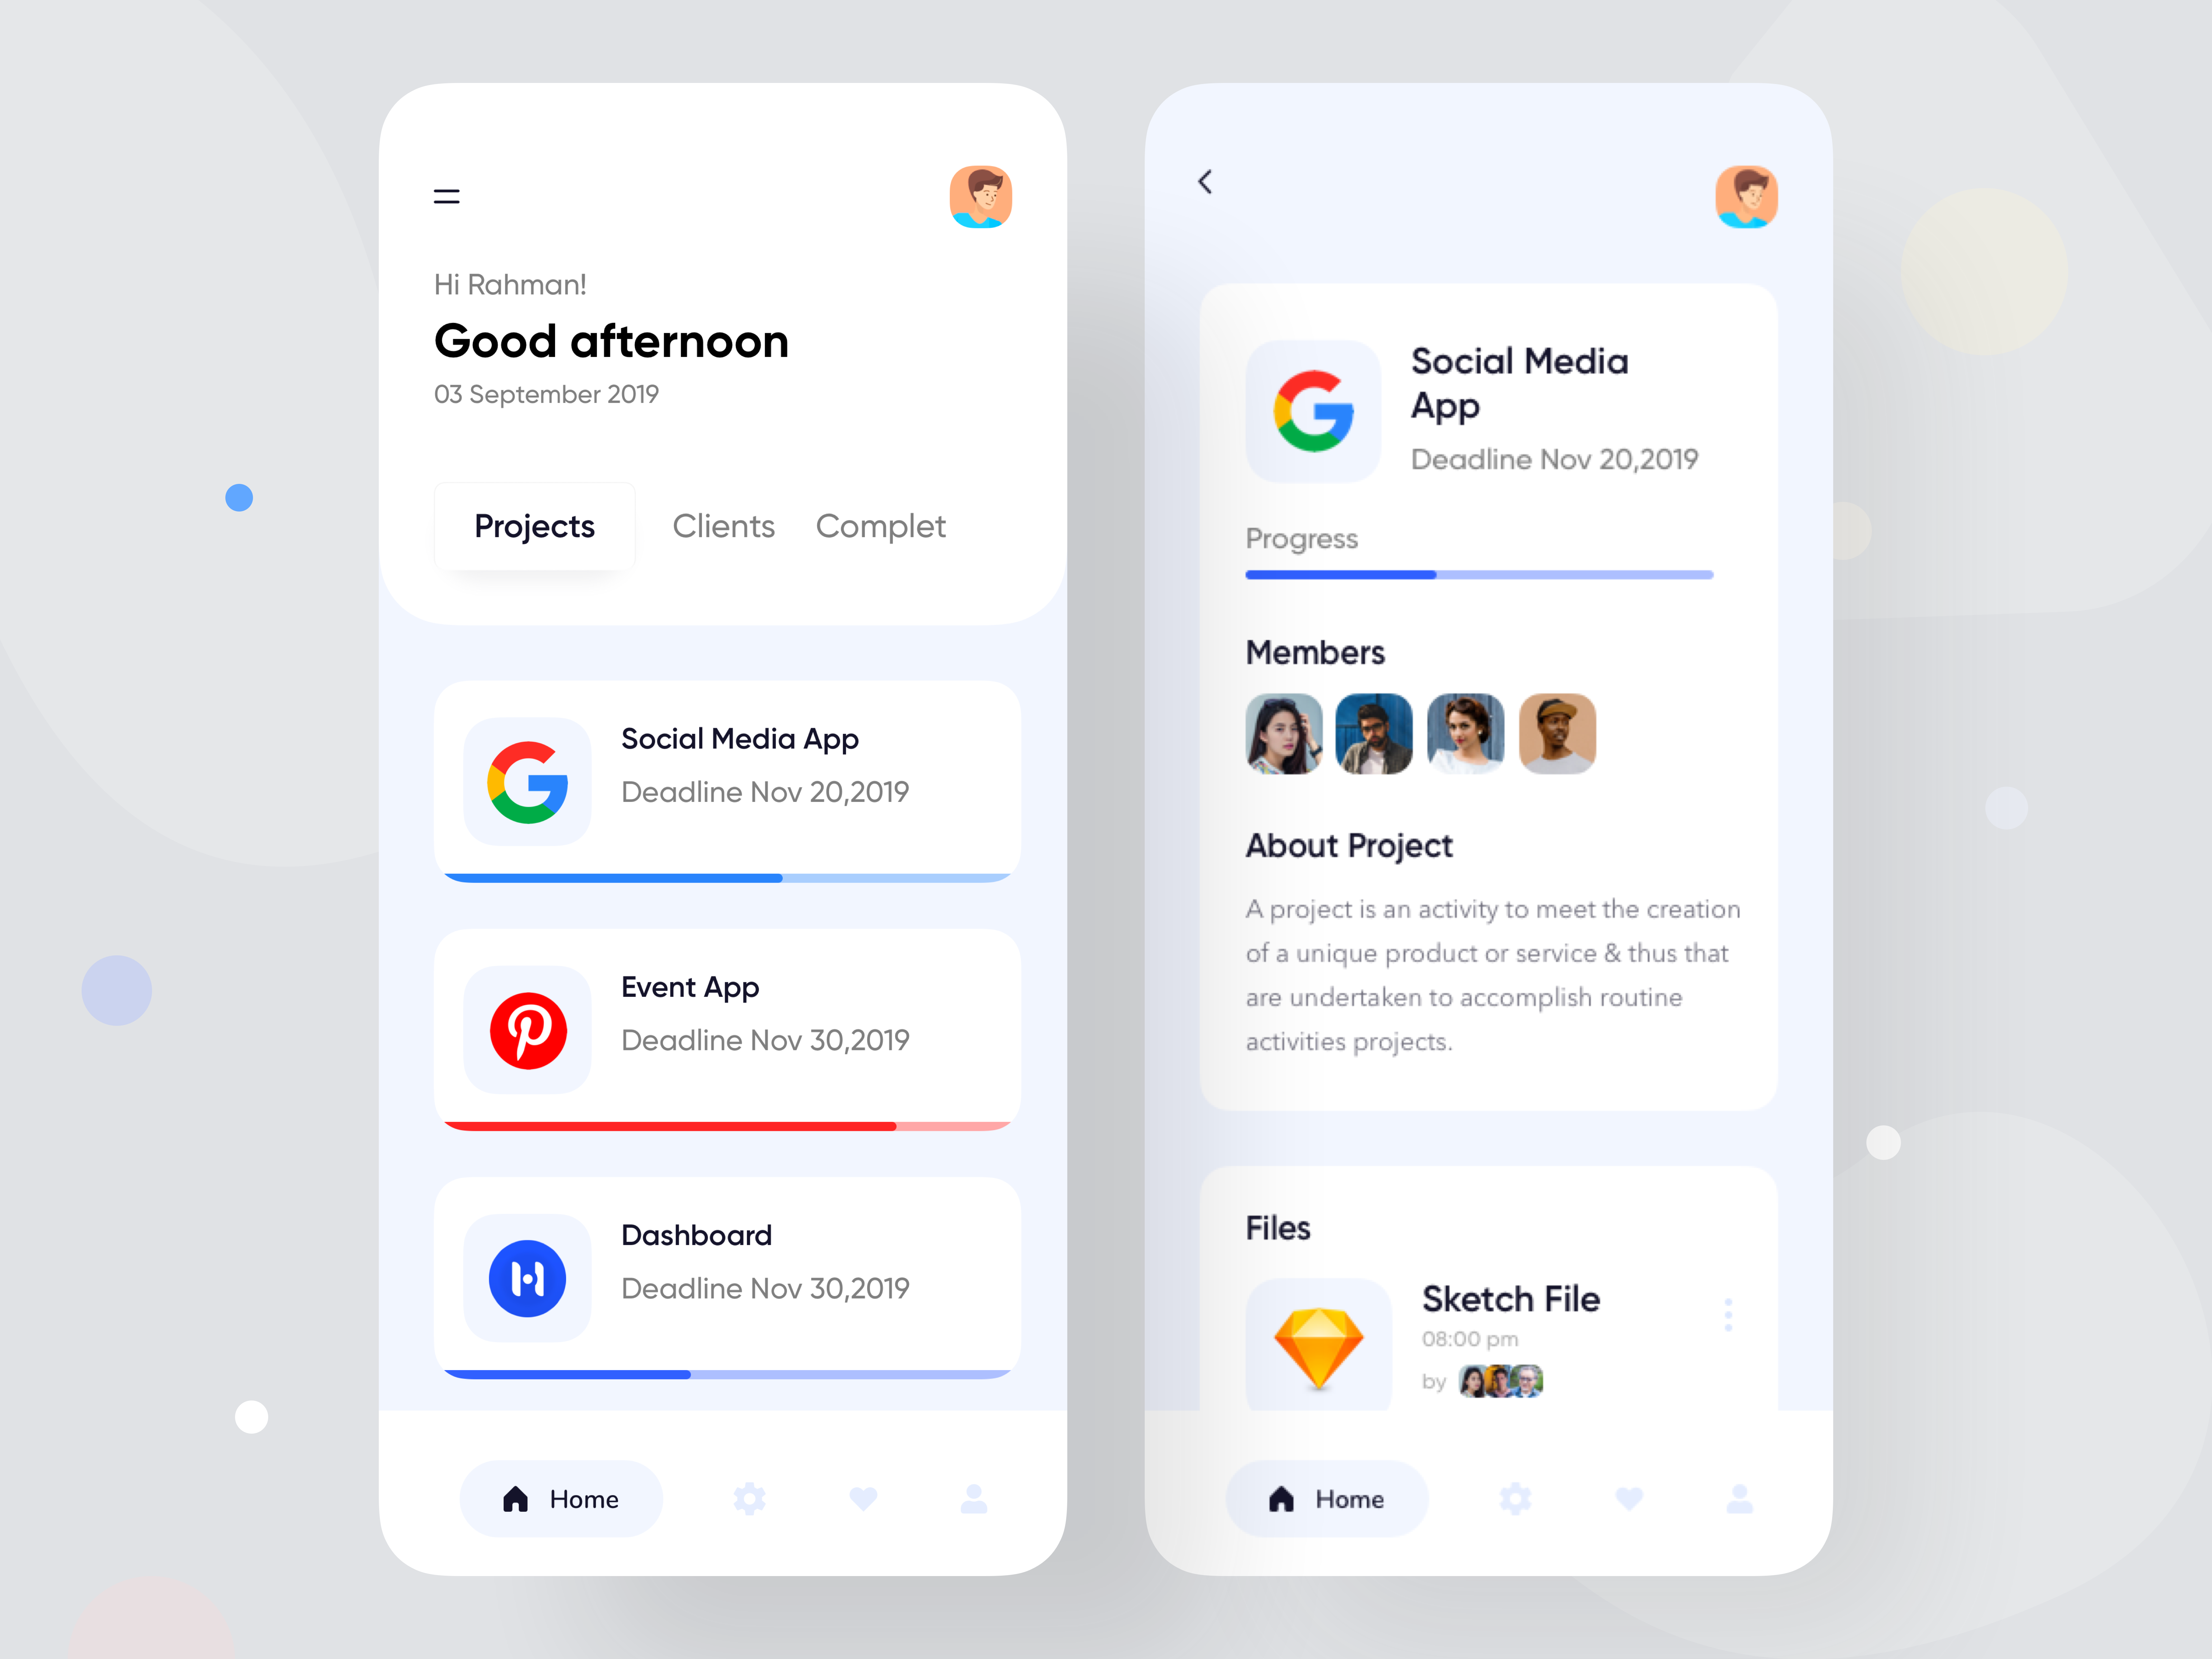 Hi Rahman!
Good afternoon
03 September 2019
Projects
Clients
Complet
Social Media App
Deadline Nov 20,2019
Event App
Deadline Nov 30,2019
Dashboard
Deadline Nov 30,2019
Home
Social Media
App
Deadline Nov 20,2019
Progress
Members
About Project
A project is an activity to meet the creation
of a unique product or service & thus that
are undertaken to accomplish routine
activities projects.
Files
Sketch File
08:00 pm
by
Home